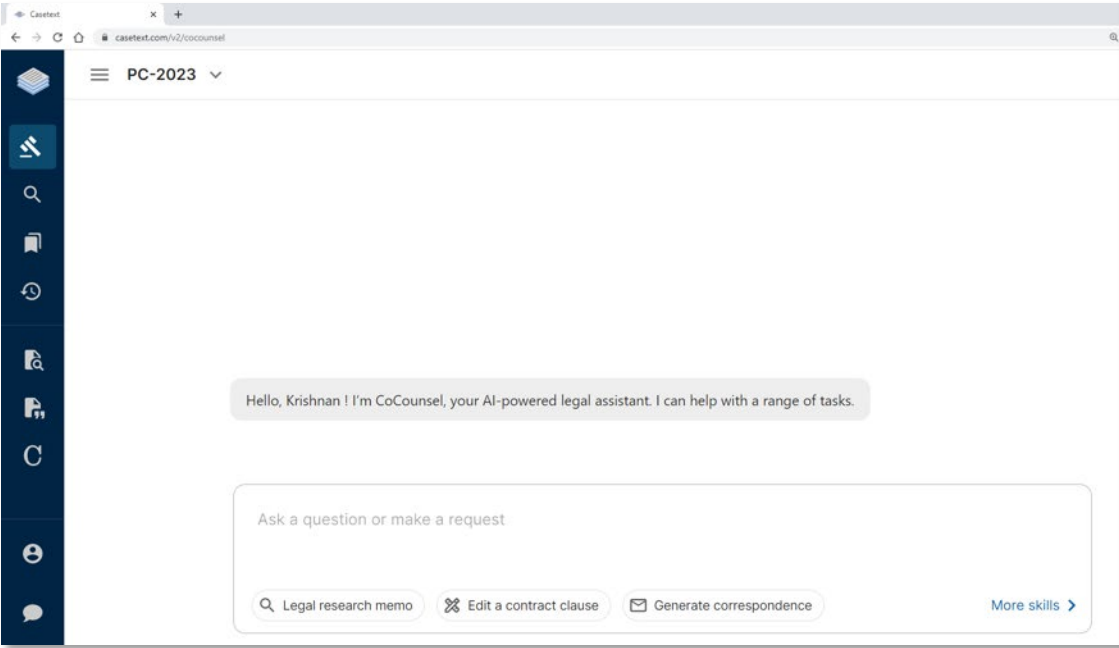 Casetext
casetext.com/v2/cocounsel
PC-2023
Hello, Krishnan ! I'm CoCounsel, your AI-powered legal assistant. I can help with a range of tasks.
Ask a question or make a request
Legal research memo Edit a contract clause Generate correspondence More skills
C